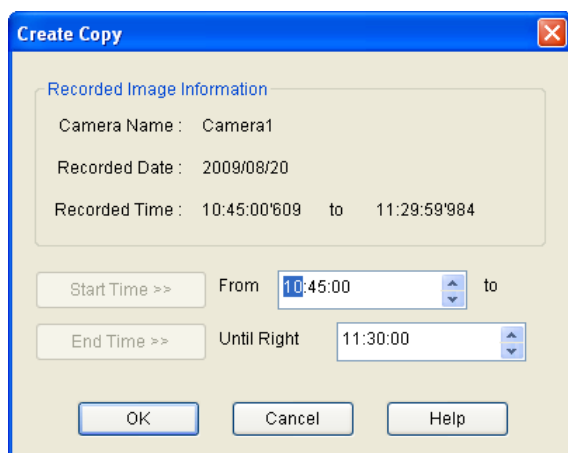 Create Copy
Recorded Image Information
Camera Name : Camera1
Recorded Date : 2009/08/20
Recorded Time : 10:45:00'609 to 11:29:59'984
Start Time >> From 10:45:00 to
End Time >> Until Right 11:30:00
OK Cancel Help